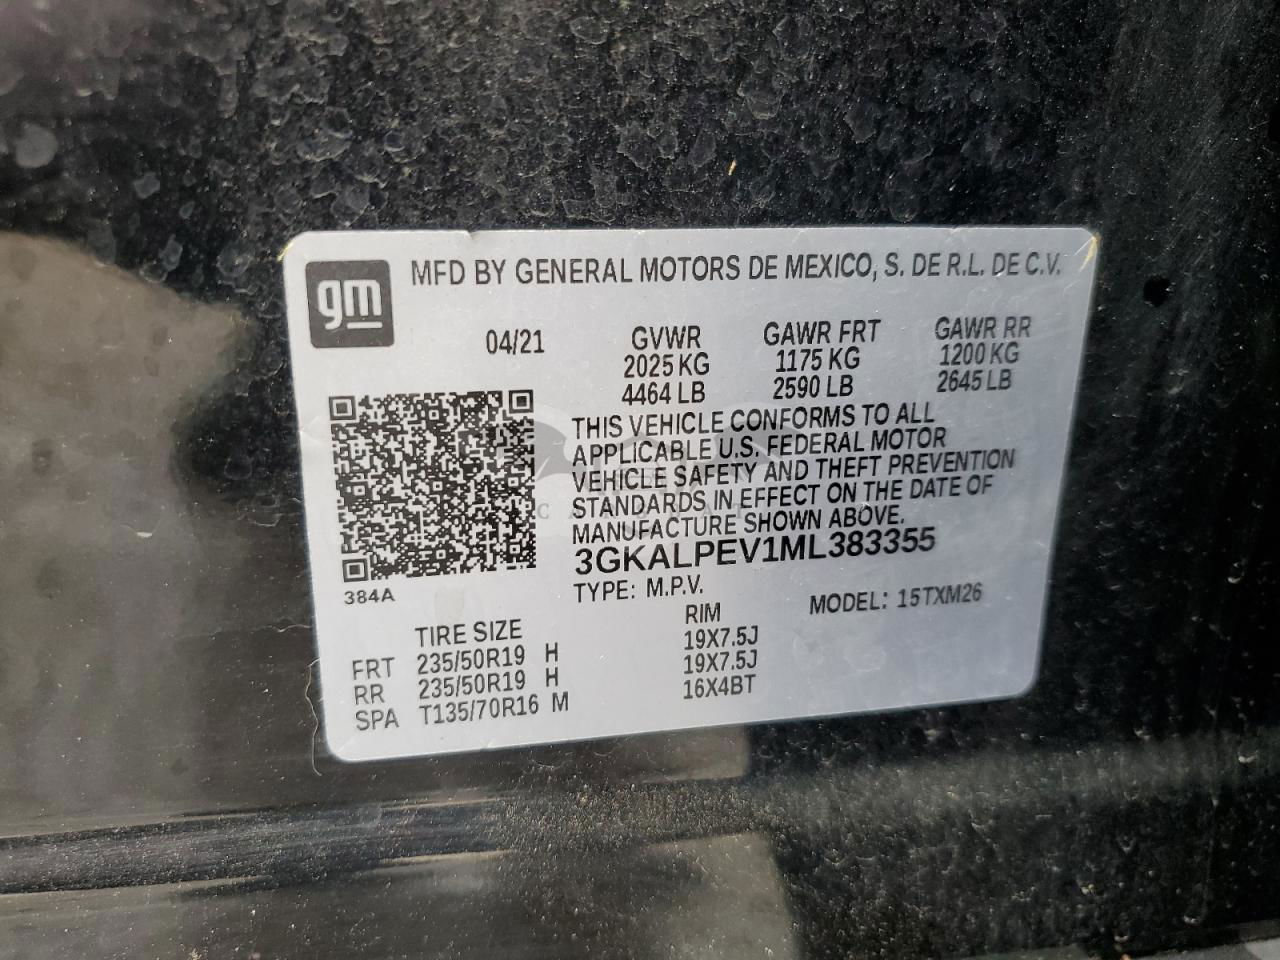 gm
MFD BY GENERAL MOTORS DE MEXICO, S. DE R.L. DE C.V.
04/21 GVWR GAWR FRT GAWR RR
2025 KG 1175 KG 1200 KG
4464 LB 2590 LB 2645 LB
THIS VEHICLE CONFORMS TO ALL
APPLICABLE U.S. FEDERAL MOTOR
VEHICLE SAFETY AND THEFT PREVENTION
STANDARDS IN EFFECT ON THE DATE OF
MANUFACTURE SHOWN ABOVE.
3GKALPEV1ML383355
384A
TYPE: M.P.V. MODEL: 15TXM26
TIRE SIZE RIM
FRT 235/50R19 H 19X7.5J
RR 235/50R19 H 19X7.5J
SPA T135/70R16 M 16X4BT